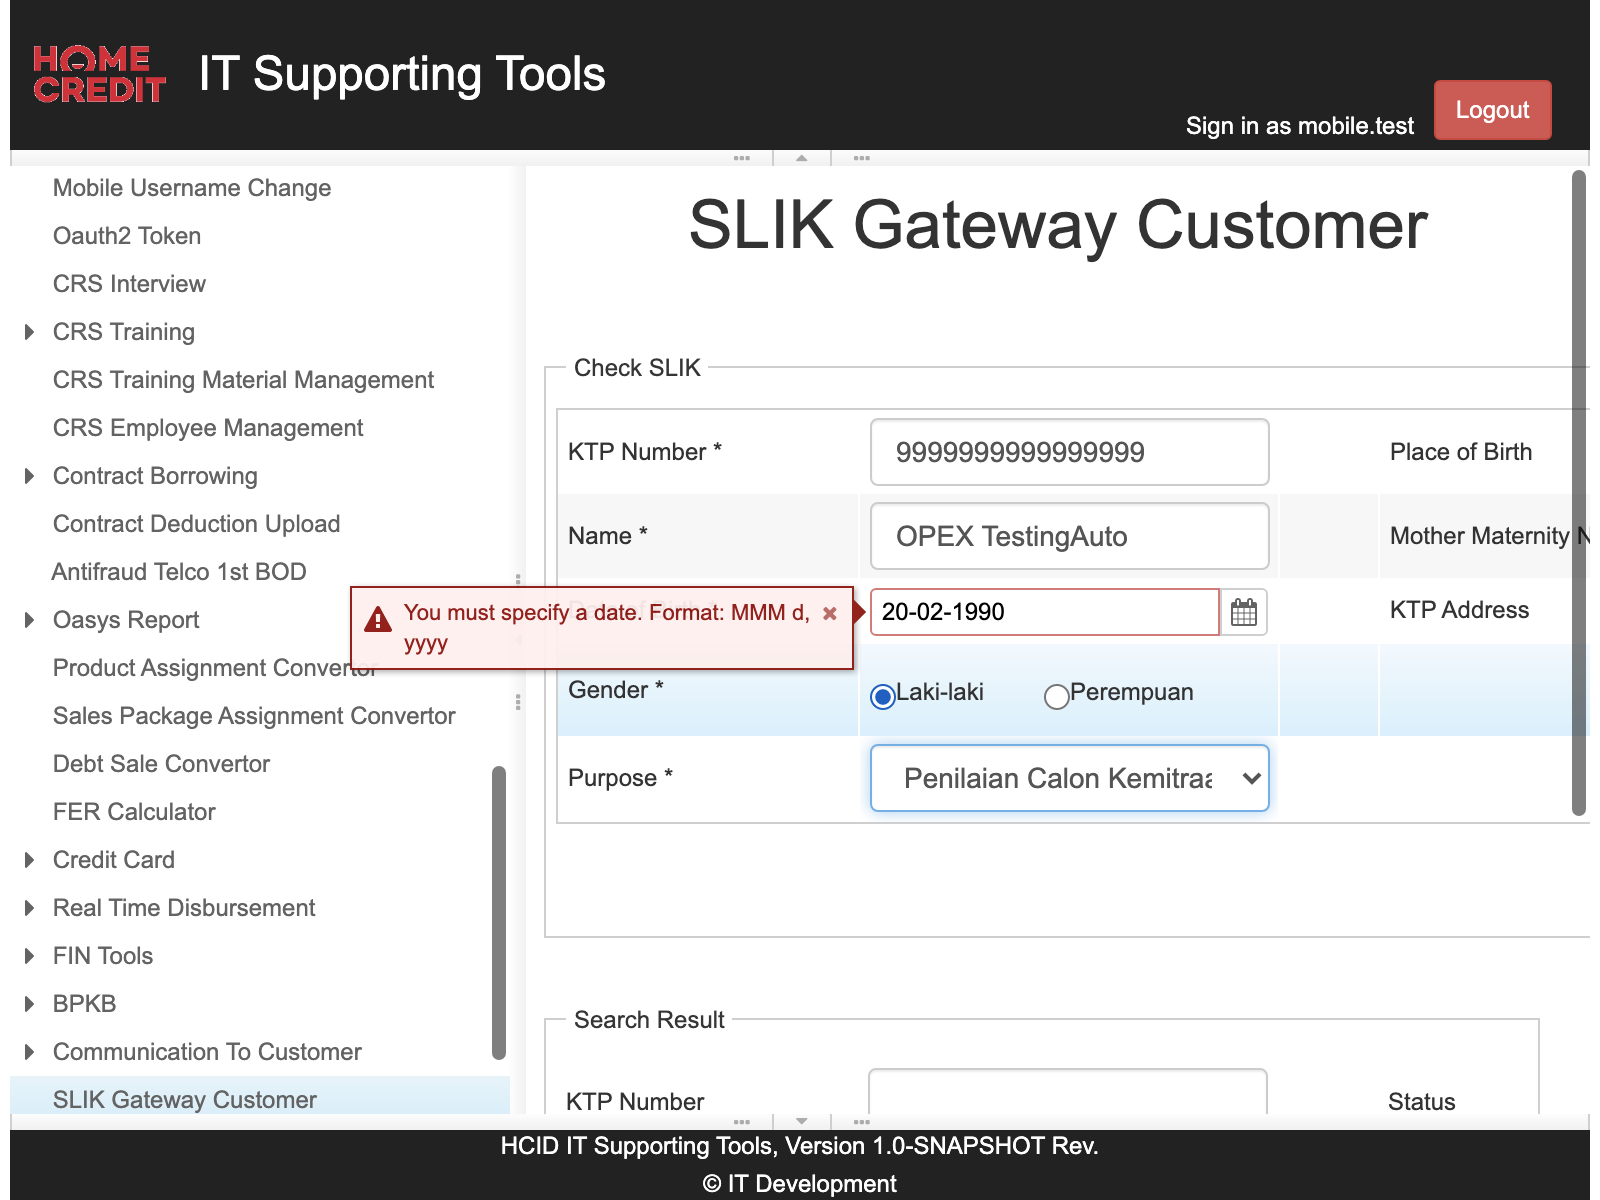 HOME
CREDIT
IT Supporting Tools
Sign in as mobile.test
Logout
Mobile Username Change
Oauth2 Token
CRS Interview
CRS Training
CRS Training Material Management
CRS Employee Management
Contract Borrowing
Contract Deduction Upload
Antifraud Telco 1st BOD
Oasys Report
Product Assignment Convertor
Sales Package Assignment Convertor
Debt Sale Convertor
FER Calculator
Credit Card
Real Time Disbursement
FIN Tools
BPKB
Communication To Customer
SLIK Gateway Customer
SLIK Gateway Customer
Check SLIK
KTP Number *
9999999999999999
Place of Birth
Name *
OPEX TestingAuto
Mother Maternity N
You must specify a date. Format: MMM d,
yyyy
20-02-1990
KTP Address
Gender *
Laki-laki
Perempuan
Purpose *
Penilaian Calon Kemitraa
Search Result
KTP Number
Status
HCID IT Supporting Tools, Version 1.0-SNAPSHOT Rev.
© IT Development